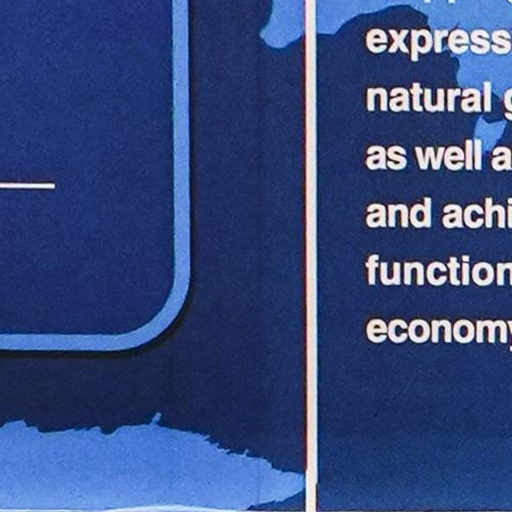 express
natural g
as well a
and achi
function
economy